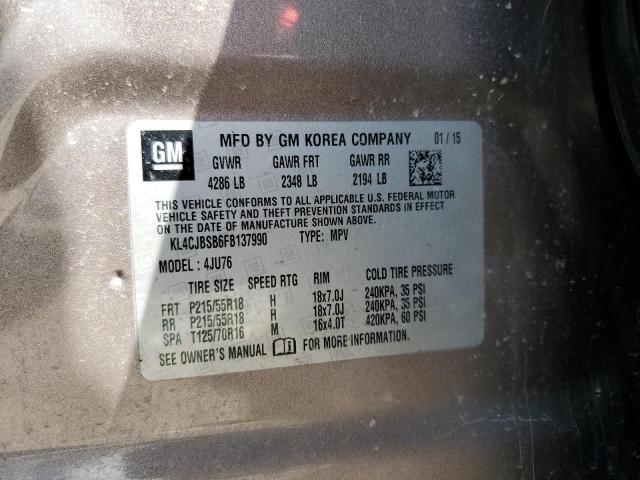 GM
MFD BY GM KOREA COMPANY 01/15
GVWR GAWR FRT GAWR RR
4286 LB 2348 LB 2194 LB
THIS VEHICLE CONFORMS TO ALL APPLICABLE U.S. FEDERAL MOTOR
VEHICLE SAFETY AND THEFT PREVENTION STANDARDS IN EFFECT
ON THE DATE OF MANUFACTURE SHOWN ABOVE.
KL4CJBSB6FB137990 TYPE: MPV
MODEL: 4JU76
TIRE SIZE SPEED RTG RIM COLD TIRE PRESSURE
FRT P215/55R18 H 18x7.0J 240KPA, 35 PSI
RR P215/55R18 H 18x7.0J 240KPA, 35 PSI
SPA T125/70R16 M 16x4.0T 420KPA, 60 PSI
SEE OWNER'S MANUAL FOR MORE INFORMATION.